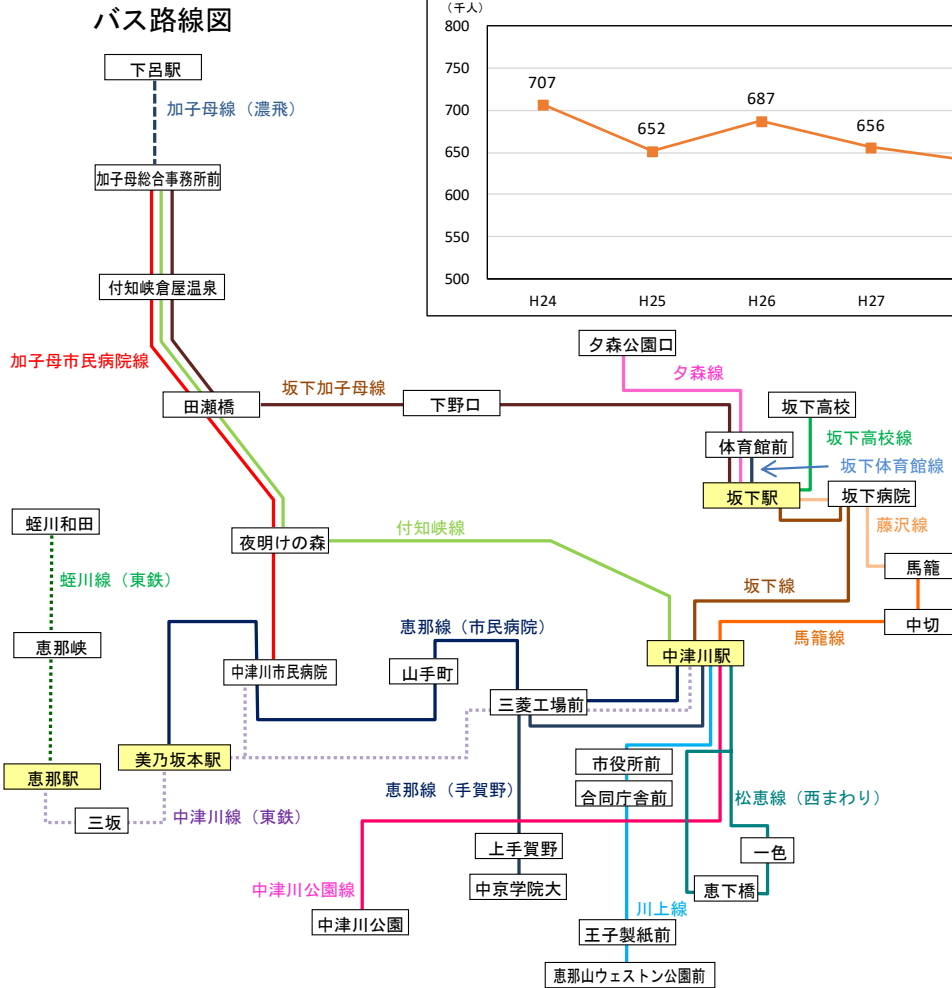 バス路線図
（千人）
800
750
700
650
600
550
500
707
652
687
656
H24
H25
H26
H27
下呂駅
加子母線（濃飛）
加子母総合事務所前
付知峡倉屋温泉
加子母市民病院線
田瀬橋
坂下加子母線
下野口
夕森公園口
夕森線
坂下高校
坂下高校線
体育館前
坂下体育館線
坂下駅
坂下病院
藤沢線
蛭川和田
夜明けの森
付知峡線
馬籠
蛭川線（東鉄）
坂下線
中切
馬籠線
恵那峡
中津川市民病院
恵那線（市民病院）
山手町
中津川駅
三菱工場前
美乃坂本駅
恵那駅
市役所前
恵那線（手賀野）
合同庁舎前
松恵線（西まわり）
三坂
中津川線（東鉄）
上手賀野
一色
中津川公園線
中京学院大
恵下橋
川上線
中津川公園
王子製紙前
恵那山ウェストン公園前